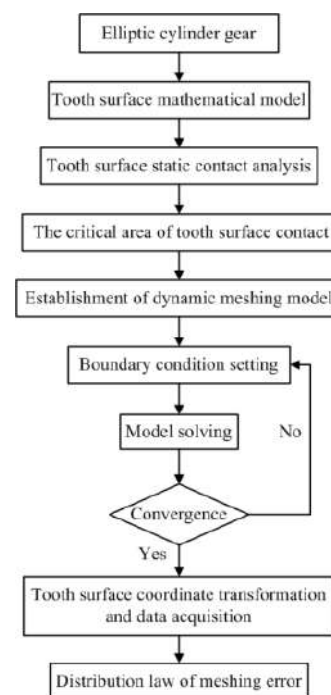 Elliptic cylinder gear
Tooth surface mathematical model
Tooth surface static contact analysis
The critical area of tooth surface contact
Establishment of dynamic meshing model
Boundary condition setting
Model solving
No
Convergence
Yes
Tooth surface coordinate transformation
and data acquisition
Distribution law of meshing error